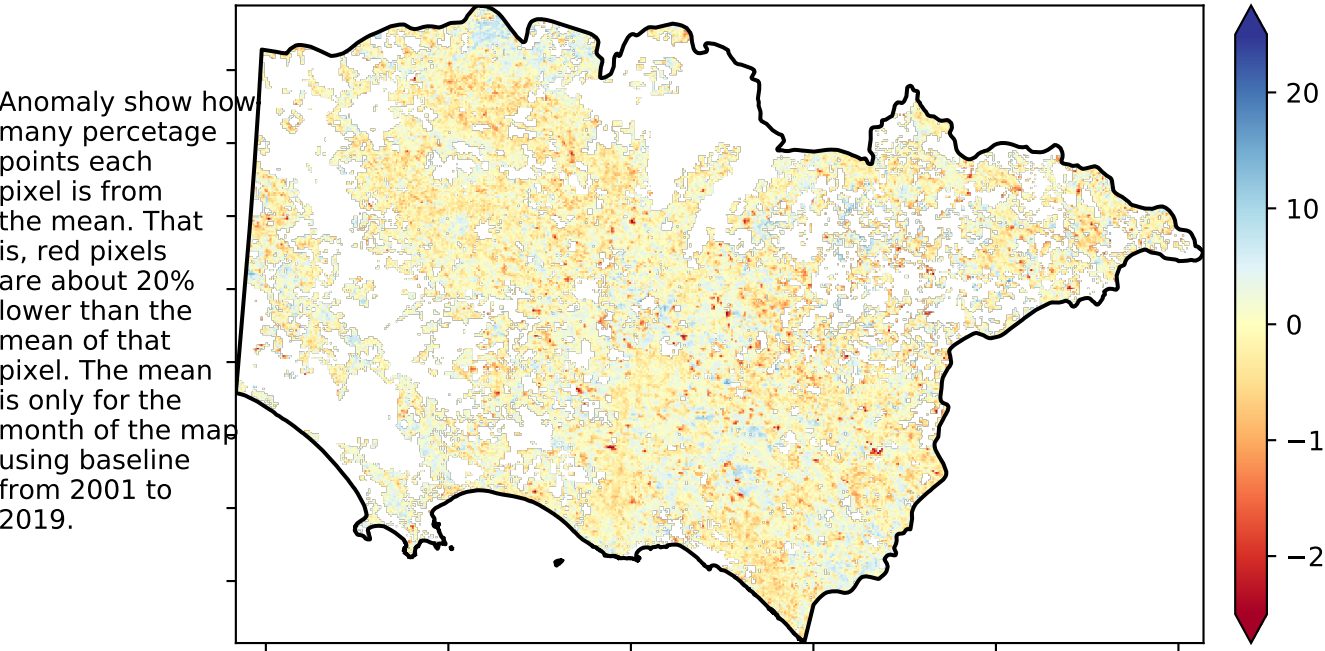 Anomaly show how
many percetage
points each
pixel is from
the mean. That
is, red pixels
are about 20%
lower than the
mean of that
pixel. The mean
is only for the
month of the map
using baseline
from 2001 to
2019.
20
10
0
−1
−2